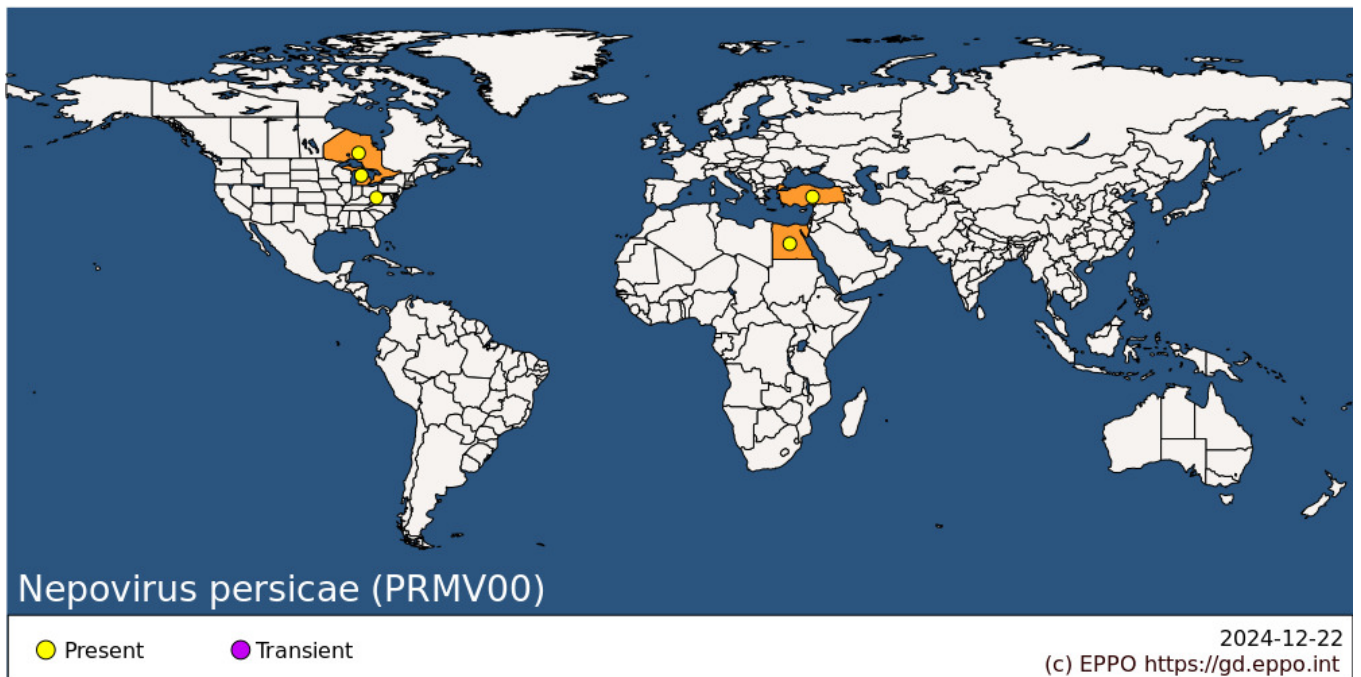 Nepovirus persicae (PRMV00)
Present
Transient
2024-12-22
(c) EPPO https://gd.eppo.int